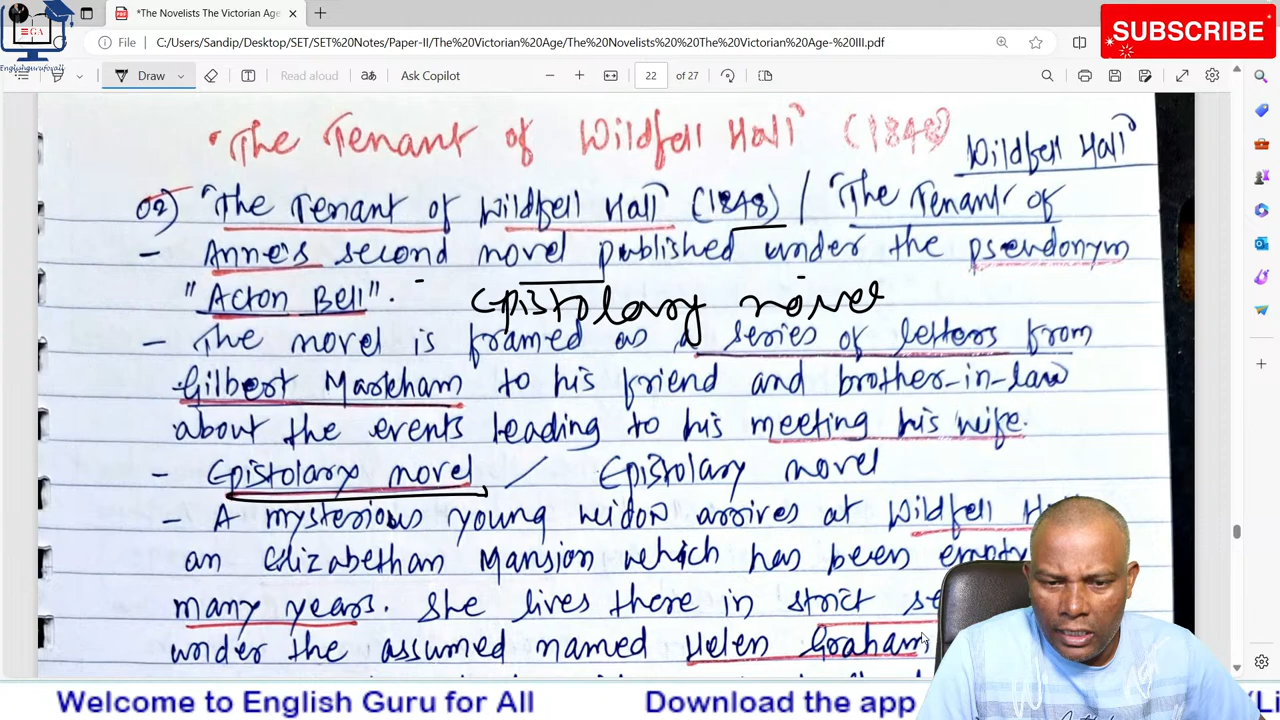 *The Novelists The Victorian Age
SUBSCRIBE
EGA
Englishguruforall
File
C:/Users/Sandip/Desktop/SET/SET%20Notes/Paper-II/The%20Victorian%20Age/The%20Novelists%20%20The%20Victorian%20Age-%20III.pdf
Draw
Read aloud
Ask Copilot
22 of 27
The Tenant of Wildfell Hall (1848)
Wildfell Hall
02) The Tenant of Wildfell Hall (1848) / The Tenant of
- Anne's second novel published under the pseudonym
"Acton Bell".
Epistolary novel
- The novel is framed as a series of letters from
Gilbert Markham to his friend and brother-in-law
about the events leading to his meeting his wife.
- Epistolary novel / Epistolary novel
- A mysterious young widow arrives at Wildfell
an Elizabethan Mansion which has been empty
many years. She lives there in strict
under the assumed named Helen Graham
Welcome to English Guru for All
Download the app